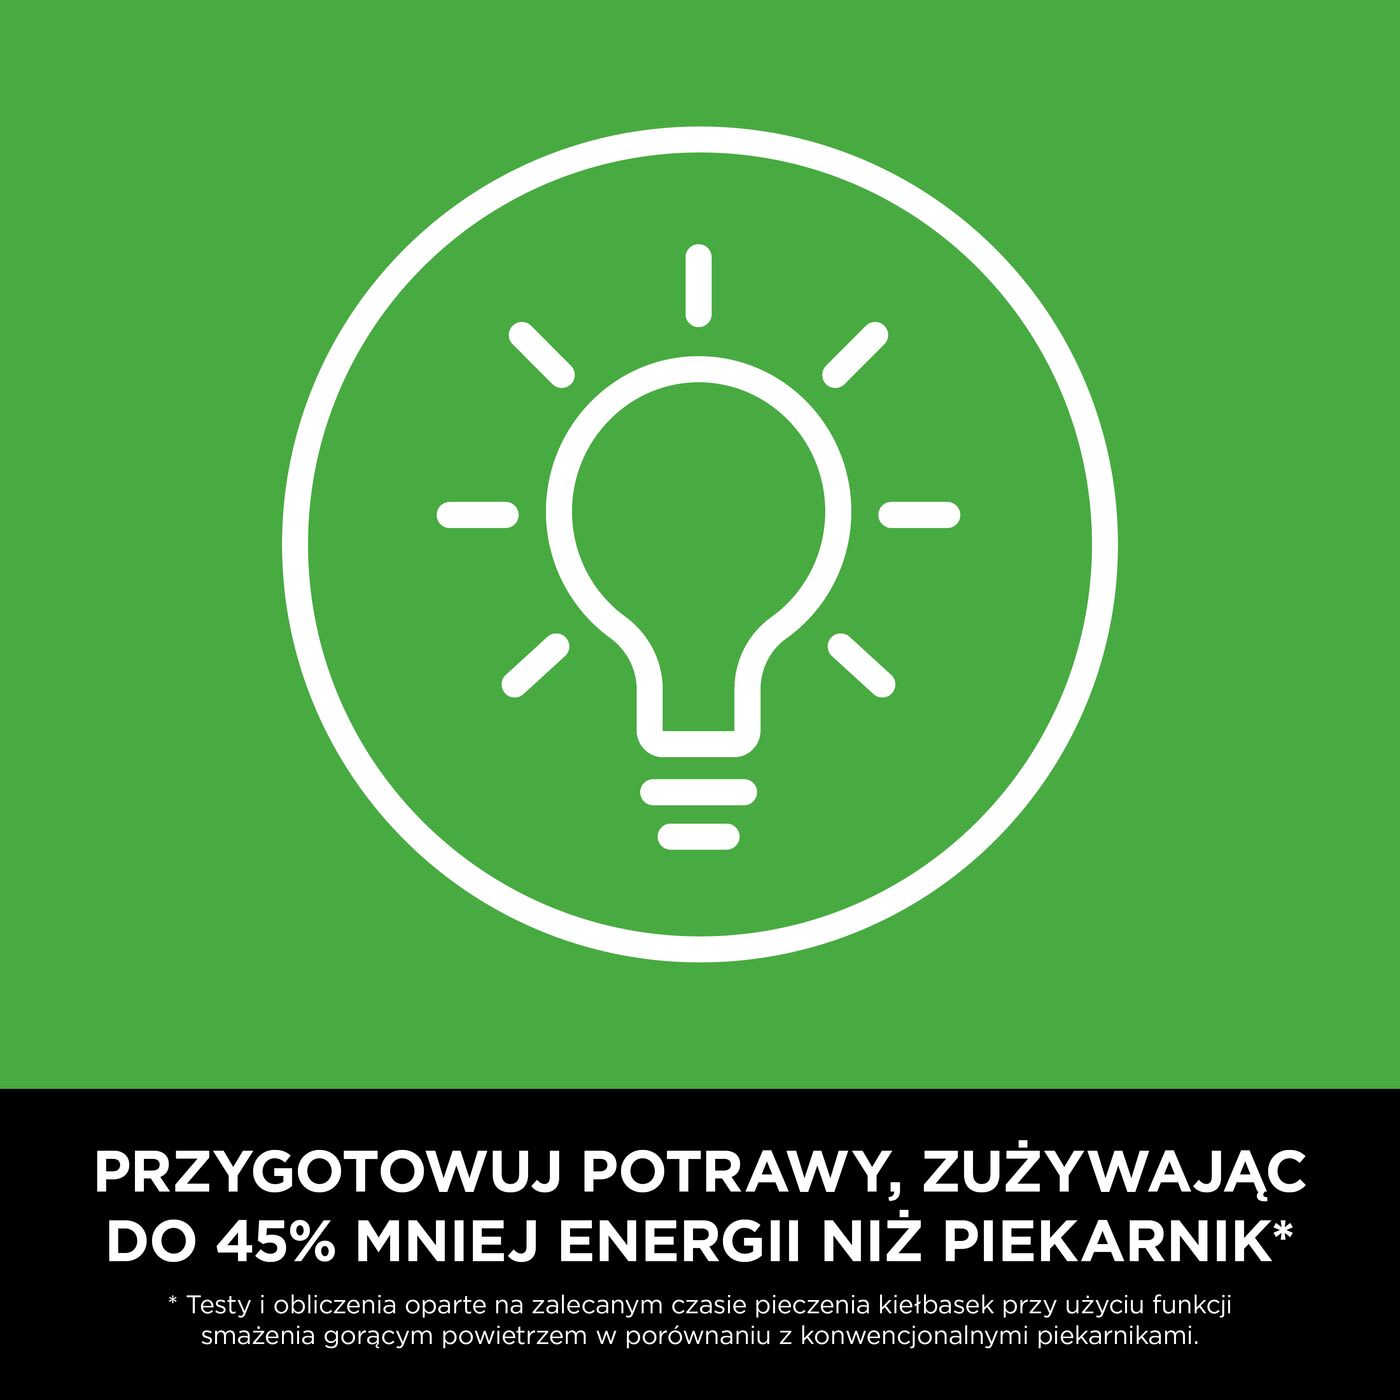 PRZYGOTOWUJ POTRAWY, ZUŻYWAJĄC
DO 45% MNIEJ ENERGII NIŻ PIEKARNIK*
* Testy i obliczenia oparte na zalecanym czasie pieczenia kiełbasek przy użyciu funkcji
smażenia gorącym powietrzem w porównaniu z konwencjonalnymi piekarnikami.